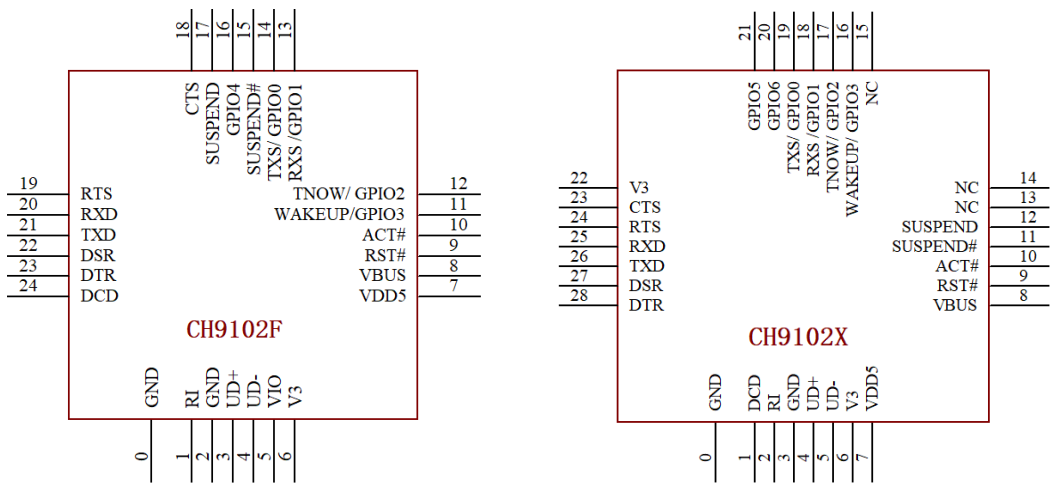 18 17 16 15 14 13
CTS SUSPEND GPIO4 SUSPEND# TXS/ GPIO0 RXS /GPIO1
19 RTS
20 RXD
21 TXD
22 DSR
23 DTR
24 DCD
TNOW/ GPIO2 12
WAKEUP/GPIO3 11
ACT# 10
RST# 9
VBUS 8
VDD5 7
CH9102F
GND RI GND UD+ UD- VIO V3
0 1 2 3 4 5 6
21 20 19 18 17 16 15
GPIO5 GPIO6 TXS/ GPIO0 RXS /GPIO1 TNOW/ GPIO2 WAKEUP/ GPIO3 NC
22 V3
23 CTS
24 RTS
25 RXD
26 TXD
27 DSR
28 DTR
NC 14
NC 13
SUSPEND 12
SUSPEND# 11
ACT# 10
RST# 9
VBUS 8
CH9102X
GND DCD RI GND UD+ UD- V3 VDD5
0 1 2 3 4 5 6 7